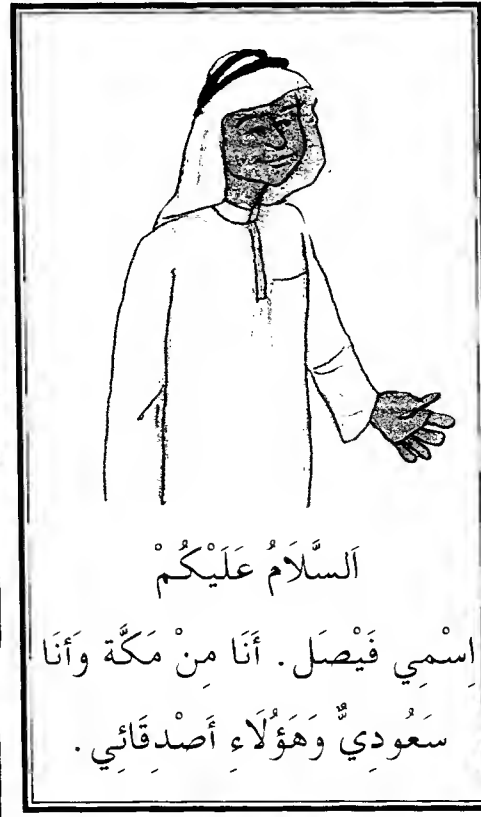 اَلسَّلَامُ عَلَيْكُمْ
اِسْمِي فَيْصَل. أَنَا مِنْ مَكَّة وَأَنَا
سَعُودِيٌّ وَهَؤُلَاءِ أَصْدِقَائِي.